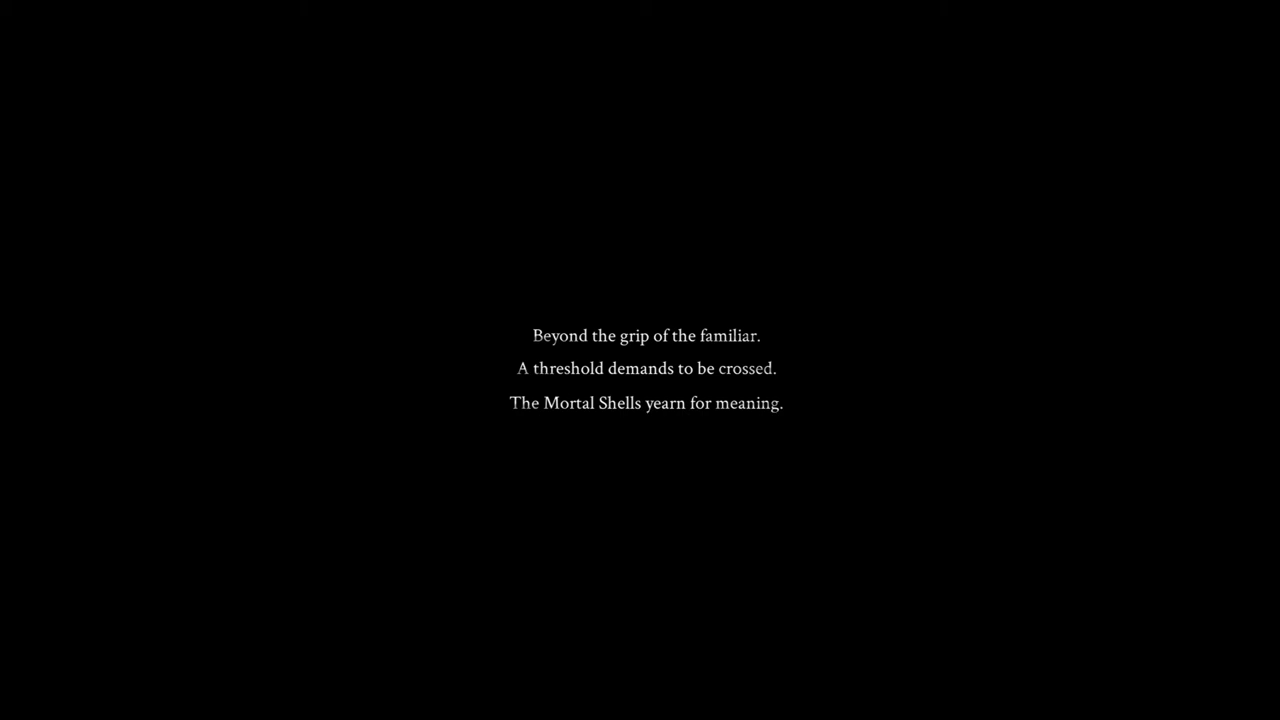 Beyond the grip of the familiar.
A threshold demands to be crossed.
The Mortal Shells yearn for meaning.